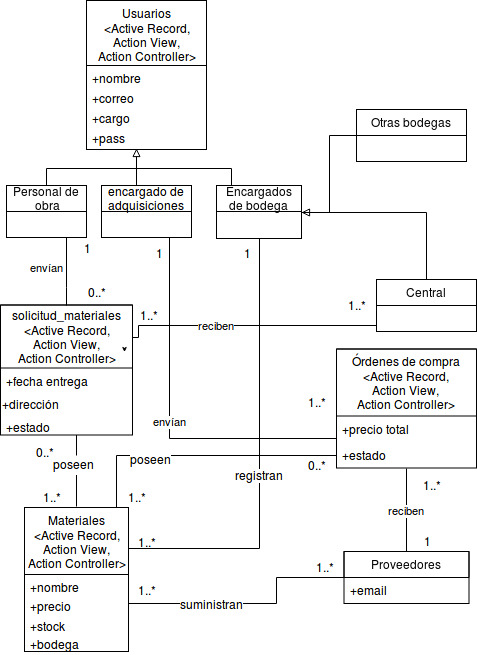 Usuarios
<Active Record,
Action View,
Action Controller>
+nombre
+correo
+cargo
+pass
Otras bodegas
Personal de
obra
encargado de
adquisiciones
Encargados
de bodega
1
1
1
envían
0..*
Central
1..*
solicitud_materiales
<Active Record,
Action View,
Action Controller>
+fecha entrega
+dirección
+estado
1..*
reciben
Órdenes de compra
<Active Record,
Action View,
Action Controller>
+precio total
+estado
1..*
envían
0..*
poseen
1..*
poseen
1..*
0..*
registran
1..*
1..*
reciben
1
Materiales
<Active Record,
Action View,
Action Controller>
+nombre
+precio
+stock
+bodega
1..*
suministran
1..*
Proveedores
+email